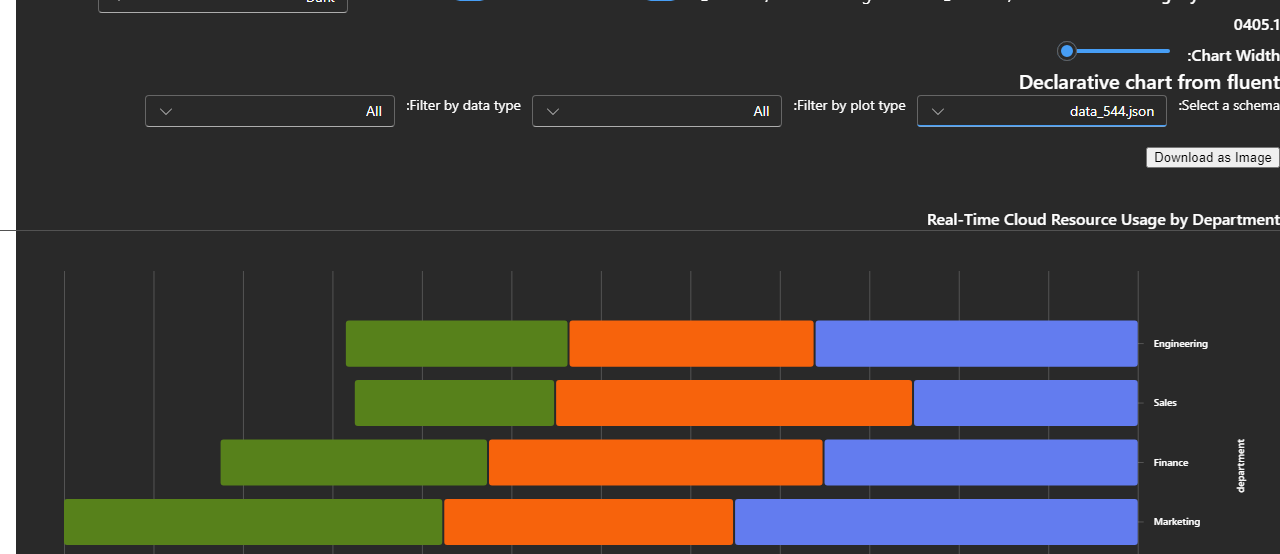 0405.1
:Chart Width
Declarative chart from fluent
:Select a schema
data_544.json
:Filter by plot type
All
:Filter by data type
All
Download as Image
Real-Time Cloud Resource Usage by Department
Engineering
Sales
Finance
Marketing
department